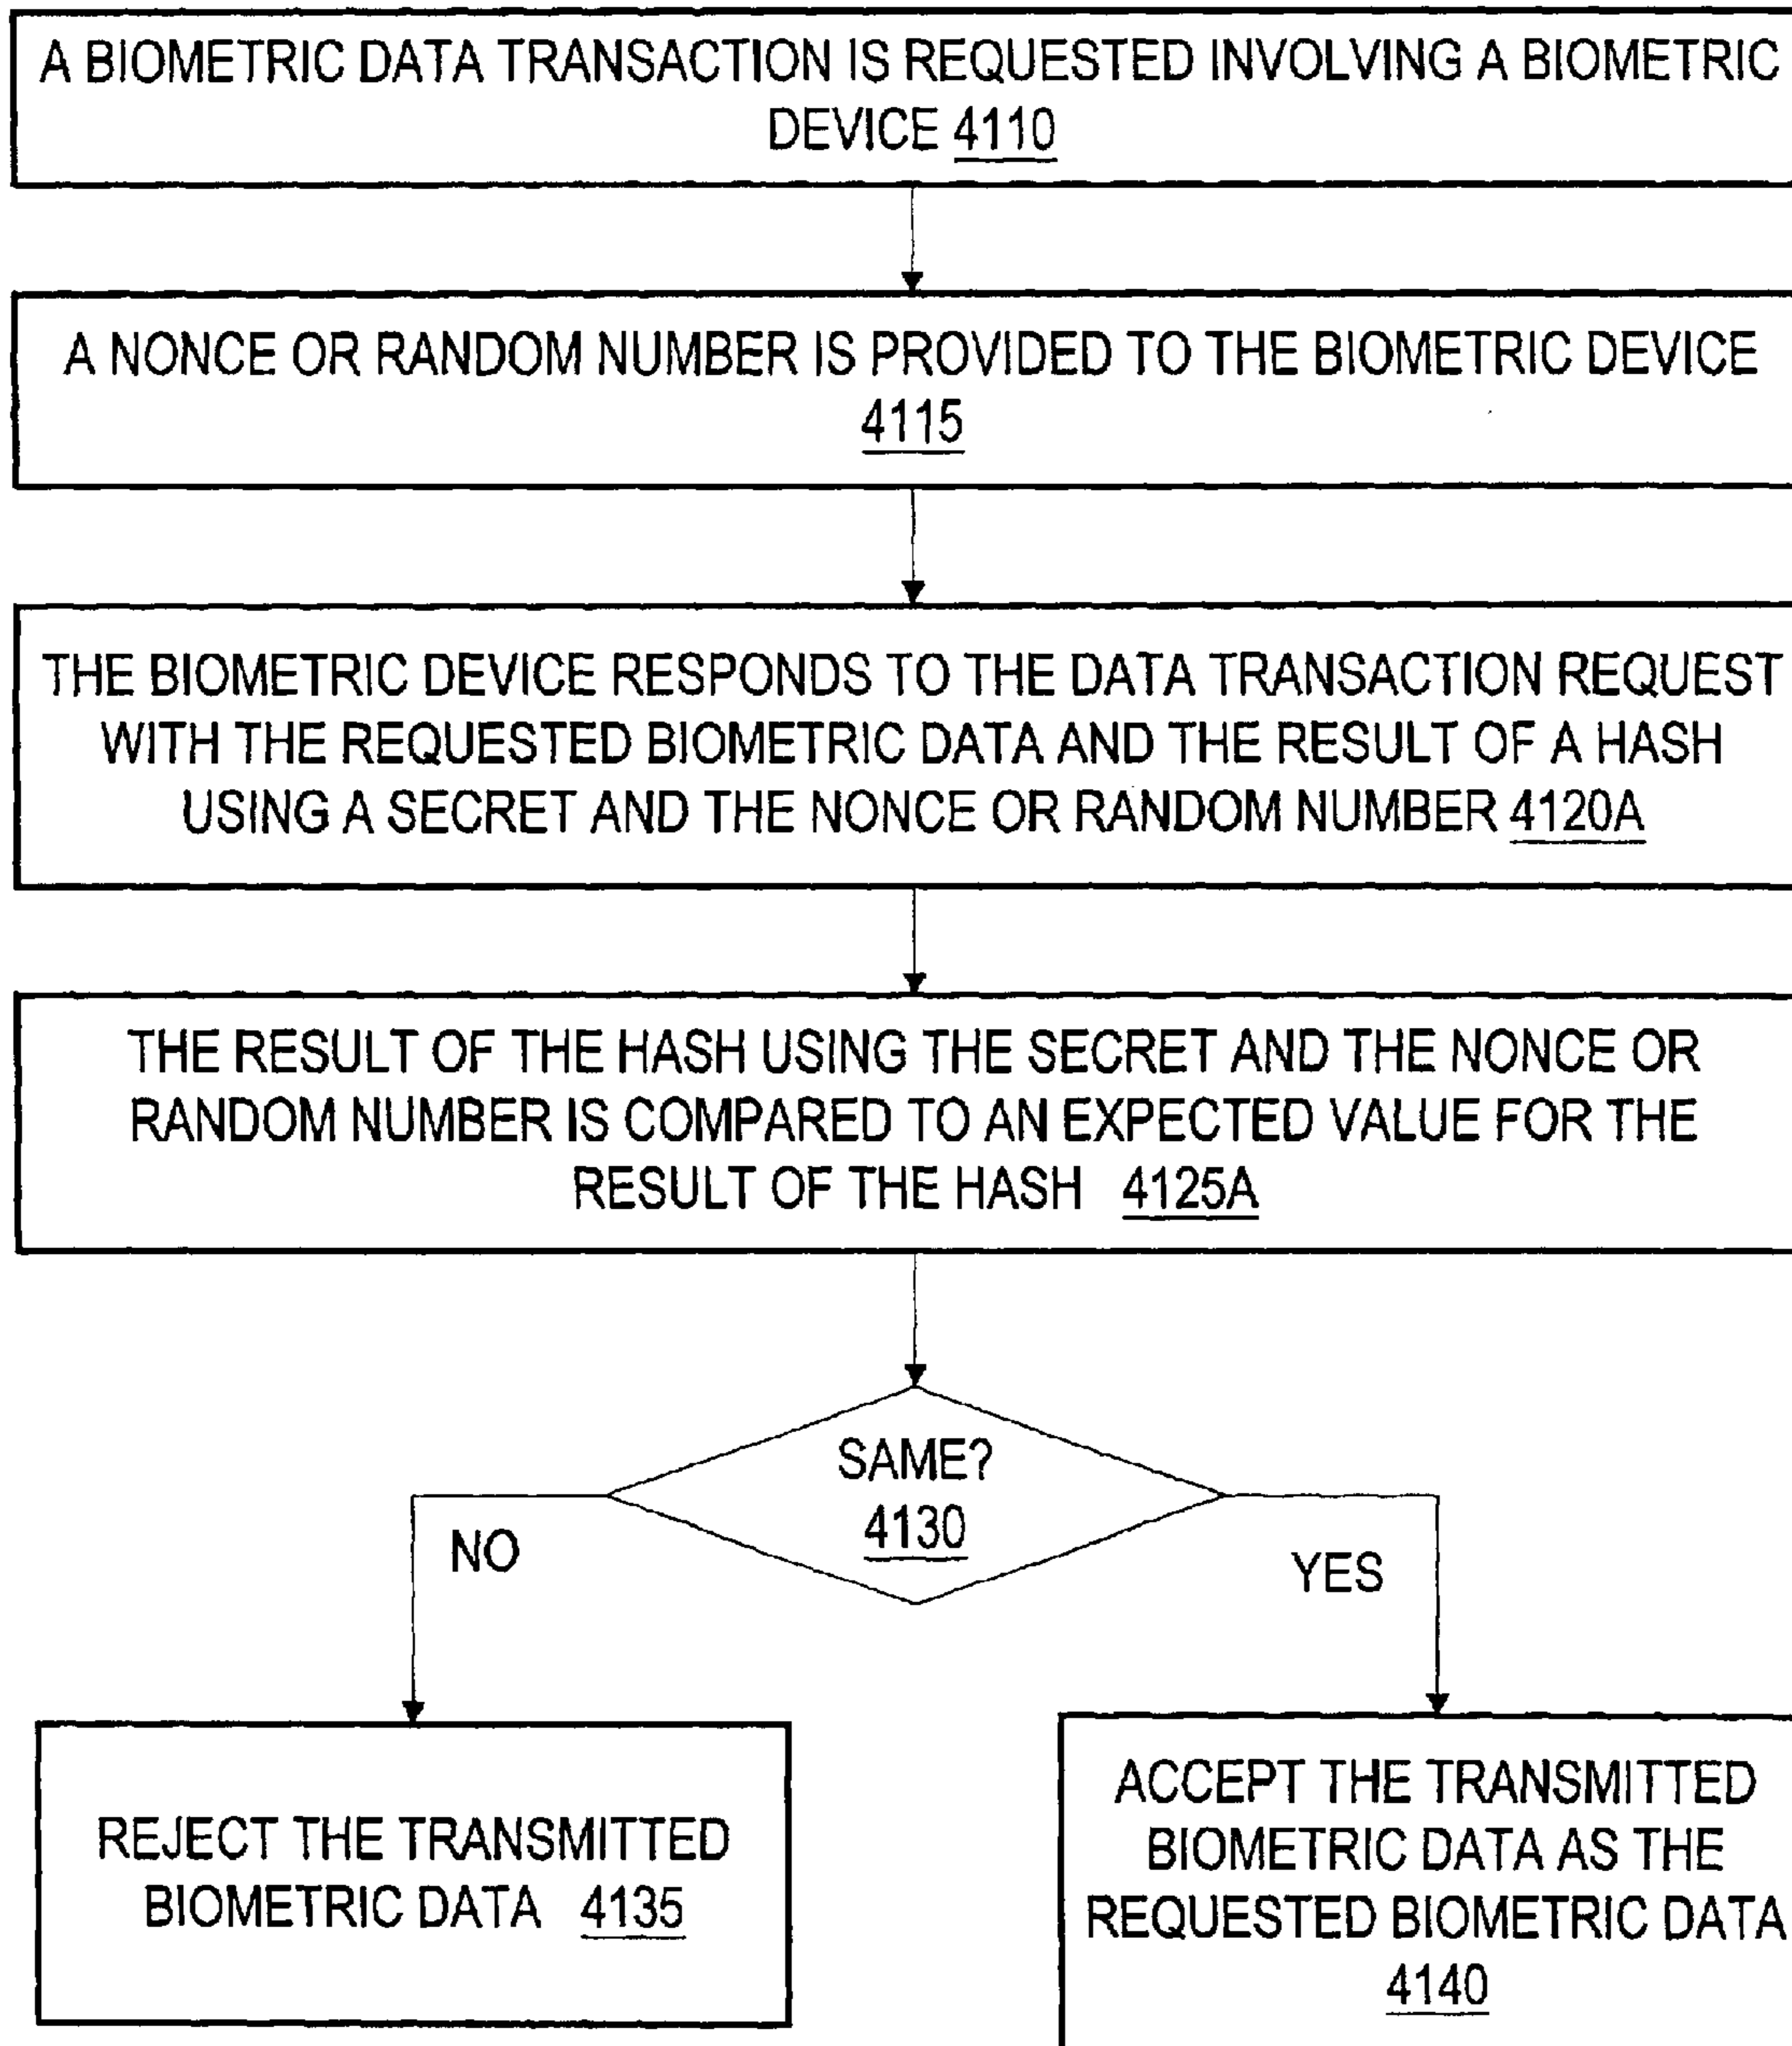 A BIOMETRIC DATA TRANSACTION IS REQUESTED INVOLVING A BIOMETRIC
DEVICE 4110
A NONCE OR RANDOM NUMBER IS PROVIDED TO THE BIOMETRIC DEVICE
4115
THE BIOMETRIC DEVICE RESPONDS TO THE DATA TRANSACTION REQUEST
WITH THE REQUESTED BIOMETRIC DATA AND THE RESULT OF A HASH
USING A SECRET AND THE NONCE OR RANDOM NUMBER 4120A
THE RESULT OF THE HASH USING THE SECRET AND THE NONCE OR
RANDOM NUMBER IS COMPARED TO AN EXPECTED VALUE FOR THE
RESULT OF THE HASH 4125A
SAME?
4130
NO
YES
REJECT THE TRANSMITTED
BIOMETRIC DATA 4135
ACCEPT THE TRANSMITTED
BIOMETRIC DATA AS THE
REQUESTED BIOMETRIC DATA
4140